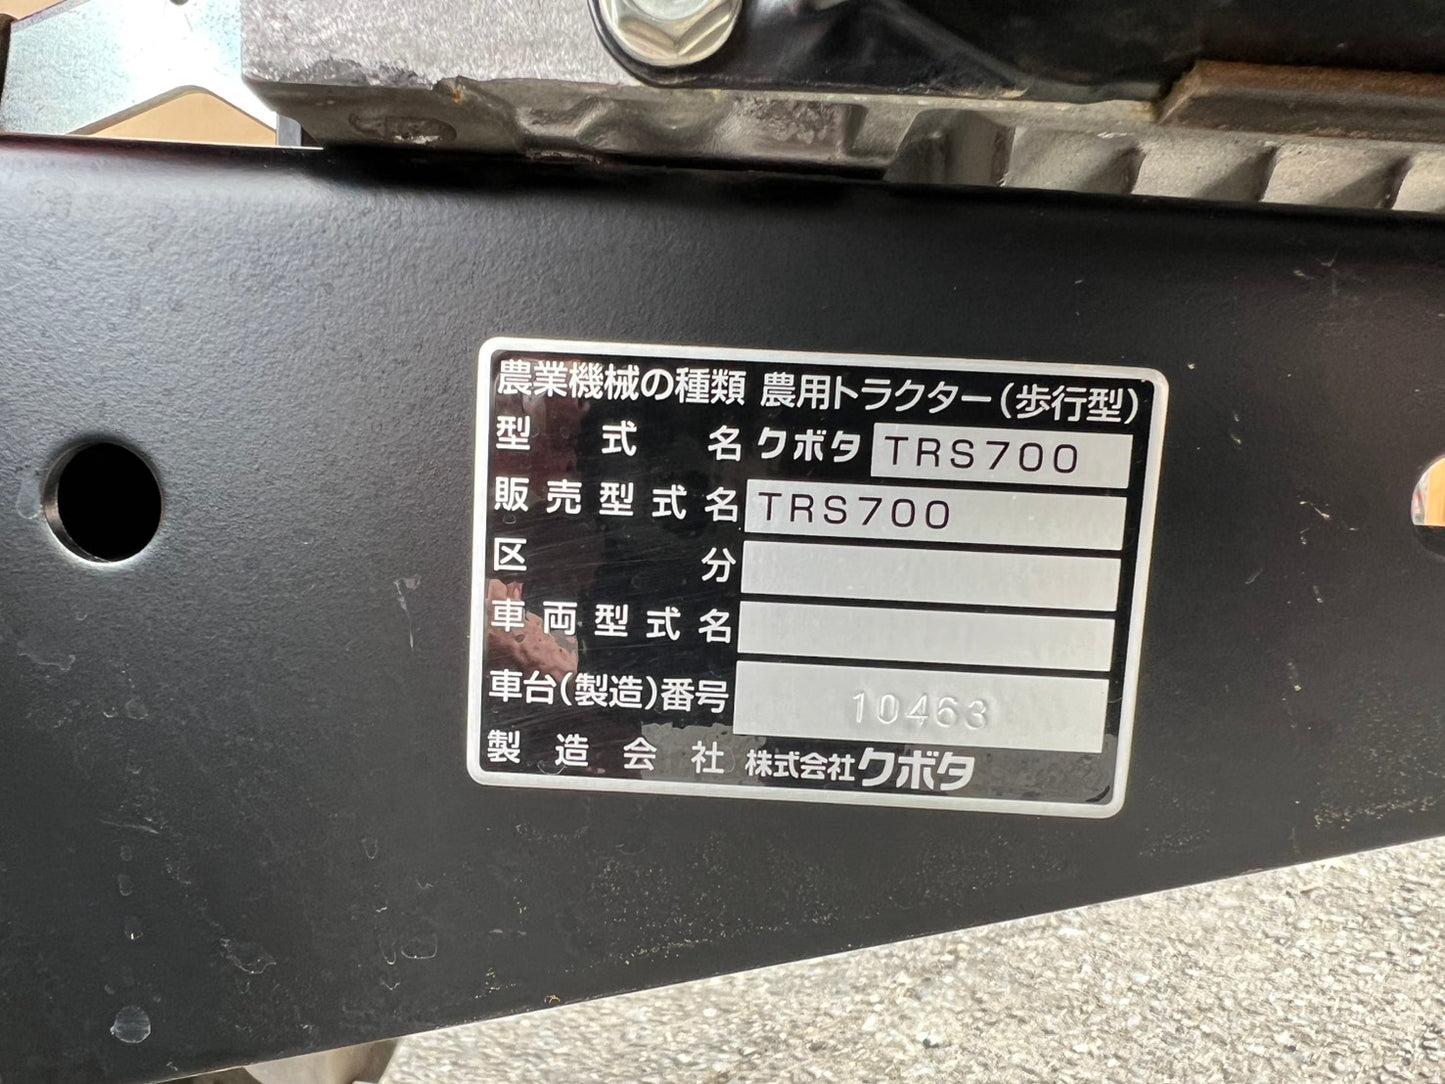 農業機械の種類 農用トラクター(歩行型)
型式名 クボタ TRS700
販売型式名 TRS700
区分
車両型式名
車台(製造)番号 10463
製造会社 株式会社クボタ